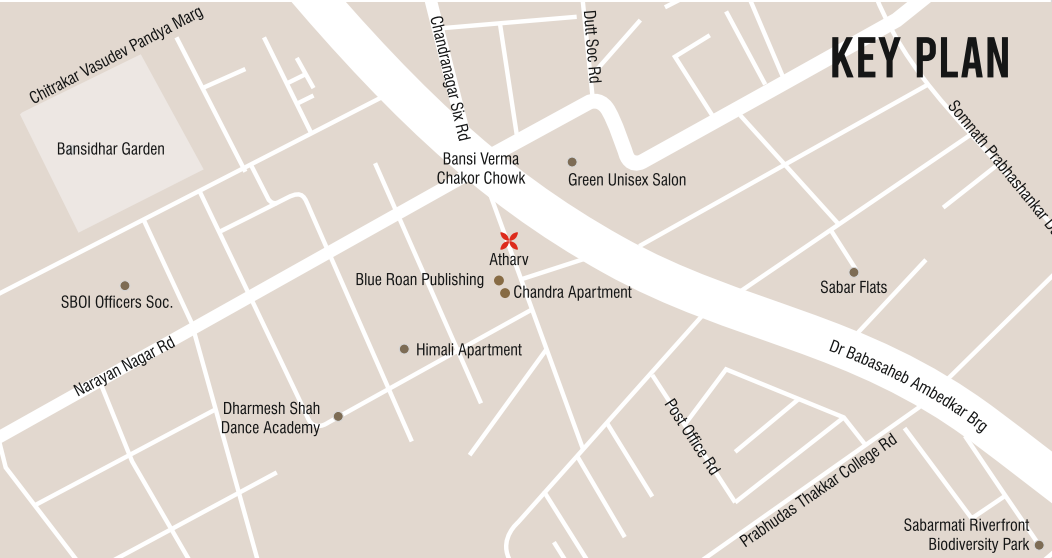 KEY PLAN
Chitrakar Vasudev Pandya Marg
Chandranagar Six Rd
Dutt Soc Rd
Somnath Prabhashankar
Bansidhar Garden
Bansi Verma
Chakor Chowk
Green Unisex Salon
Atharv
Blue Roan Publishing
Chandra Apartment
SBOI Officers Soc.
Sabar Flats
Narayan Nagar Rd
Himali Apartment
Dr Babasaheb Ambedkar Brg
Dharmesh Shah
Dance Academy
Post Office Rd
Prabhudas Thakkar College Rd
Sabarmati Riverfront
Biodiversity Park